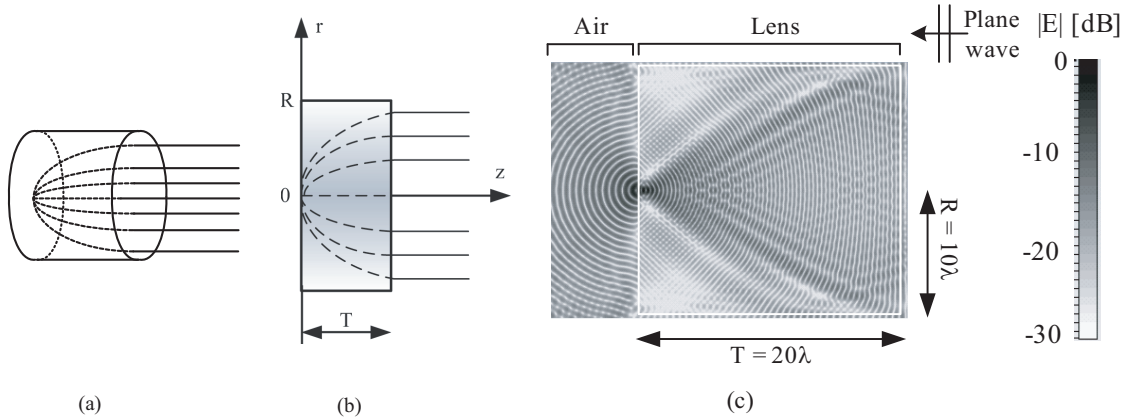 r
R
0
z
T
(a)
(b)
Air
Lens
Plane
wave
|E| [dB]
0
-10
-20
-30
R = 10λ
T = 20λ
(c)